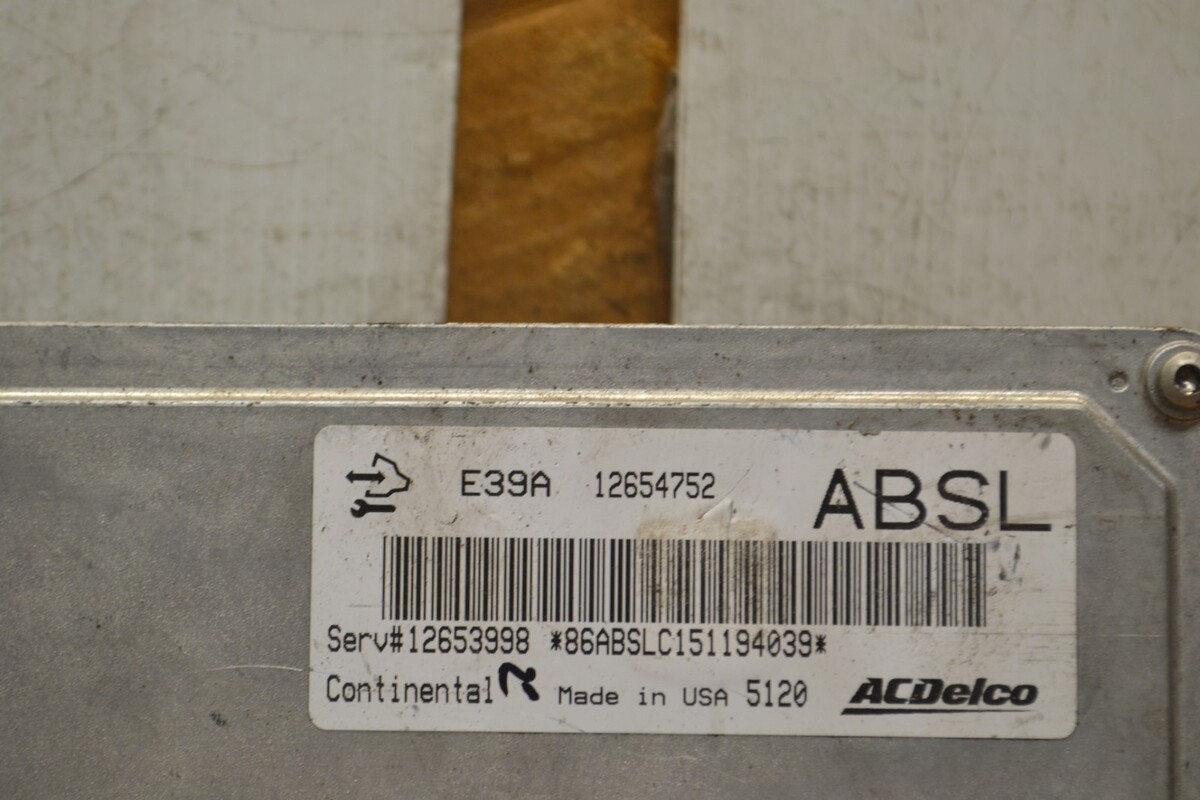 E39A 12654752 ABSL
Serv#12653998 *86ABSLC151194039*
Continental Made in USA 5120 ACDelco